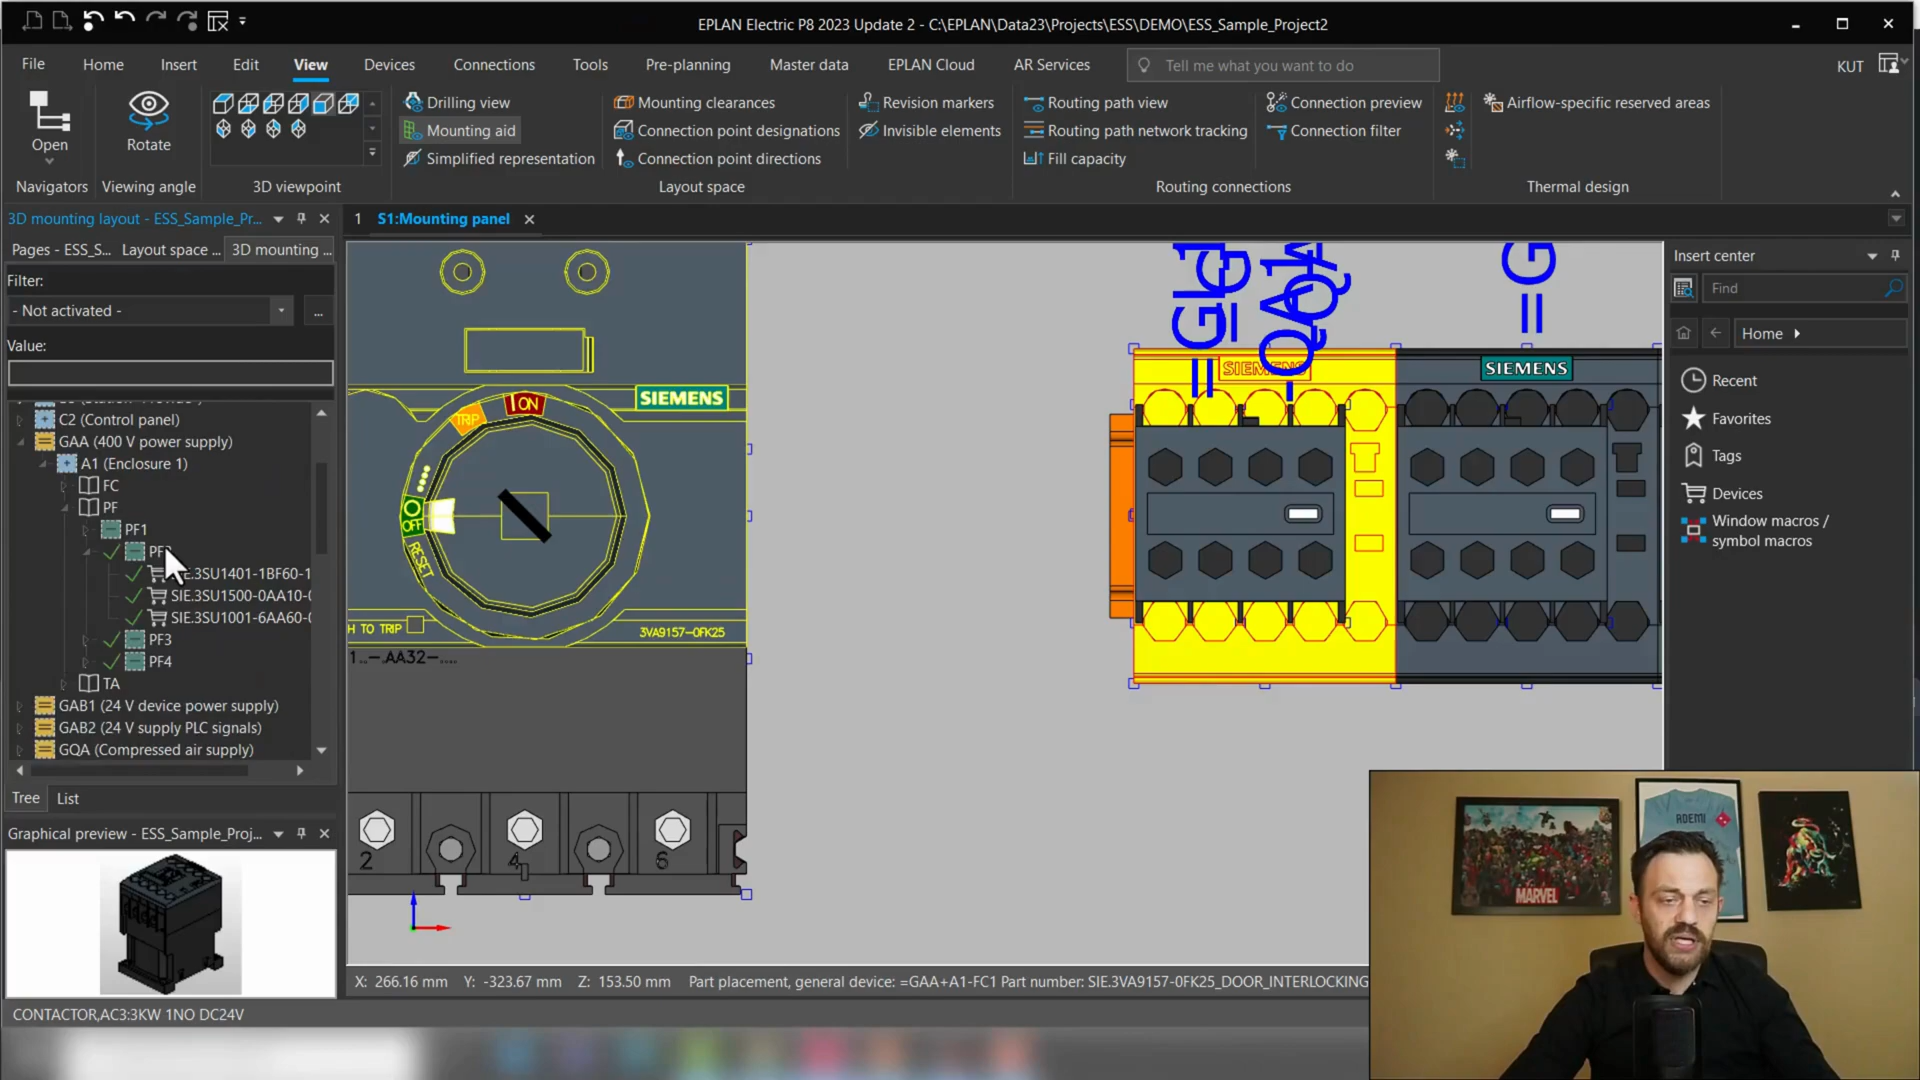 EPLAN Electric P8 2023 Update 2 - C:\EPLAN\Data23\Projects\ESS\DEMO\ESS_Sample_Project2
File Home Insert Edit View Devices Connections Tools Pre-planning Master data EPLAN Cloud AR Services Tell me what you want to do KUT
Open
Navigators
Rotate
Viewing angle
3D viewpoint
Drilling view
Mounting aid
Simplified representation
Mounting clearances
Connection point designations
Connection point directions
Revision markers
Invisible elements
Layout space
Routing path view
Routing path network tracking
Fill capacity
Connection preview
Connection filter
Routing connections
Airflow-specific reserved areas
Thermal design
3D mounting layout - ESS_Sample_Pr...
1 S1:Mounting panel
Pages - ESS_S... Layout space ... 3D mounting ...
Filter:
- Not activated -
...
Value:
C2 (Control panel)
GAA (400 V power supply)
A1 (Enclosure 1)
FC
PF
PF1
SIE.3SU1500-0AA10-
SIE.3SU1001-6AA60-
PF3
PF4
TA
GAB1 (24 V device power supply)
GAB2 (24 V supply PLC signals)
GQA (Compressed air supply)
Tree List
Graphical preview - ESS_Sample_Proj...
CONTACTOR,AC3:3KW 1NO DC24V
TRIP
I ON
SIEMENS
OFF
RESET
H TO TRIP
3VA9157-0FK25
2 4 6
=G
SIEMENS
SIEMENS
X: 266.16 mm Y: -323.67 mm Z: 153.50 mm Part placement, general device: =GAA+A1-FC1 Part number: SIE.3VA9157-0FK25_DOOR_INTERLOCKING
Insert center
Find
Home
Recent
Favorites
Tags
Devices
Window macros /
symbol macros
MARVEL
ADEMI